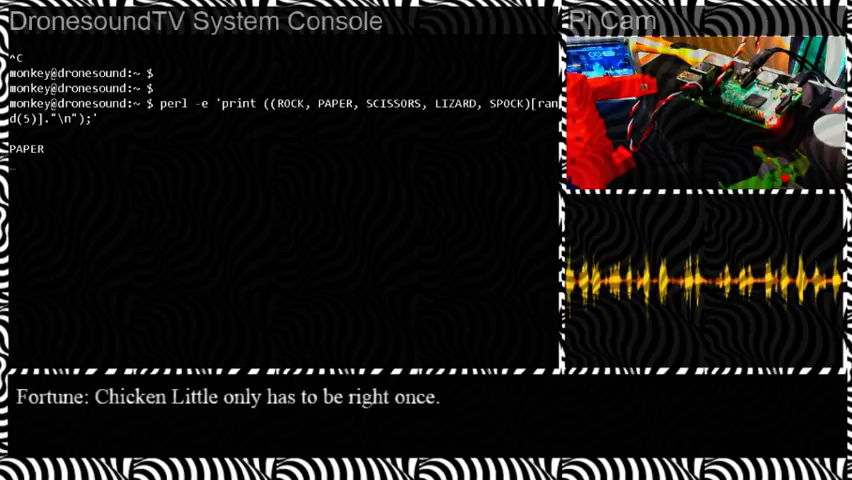 DronesoundTV System Console
Pi Cam
^C
monkey@dronesound:~ $
monkey@dronesound:~ $
monkey@dronesound:~ $ perl -e 'print ((ROCK, PAPER, SCISSORS, LIZARD, SPOCK)[ran
d(5)]."\n");'
PAPER
Fortune: Chicken Little only has to be right once.